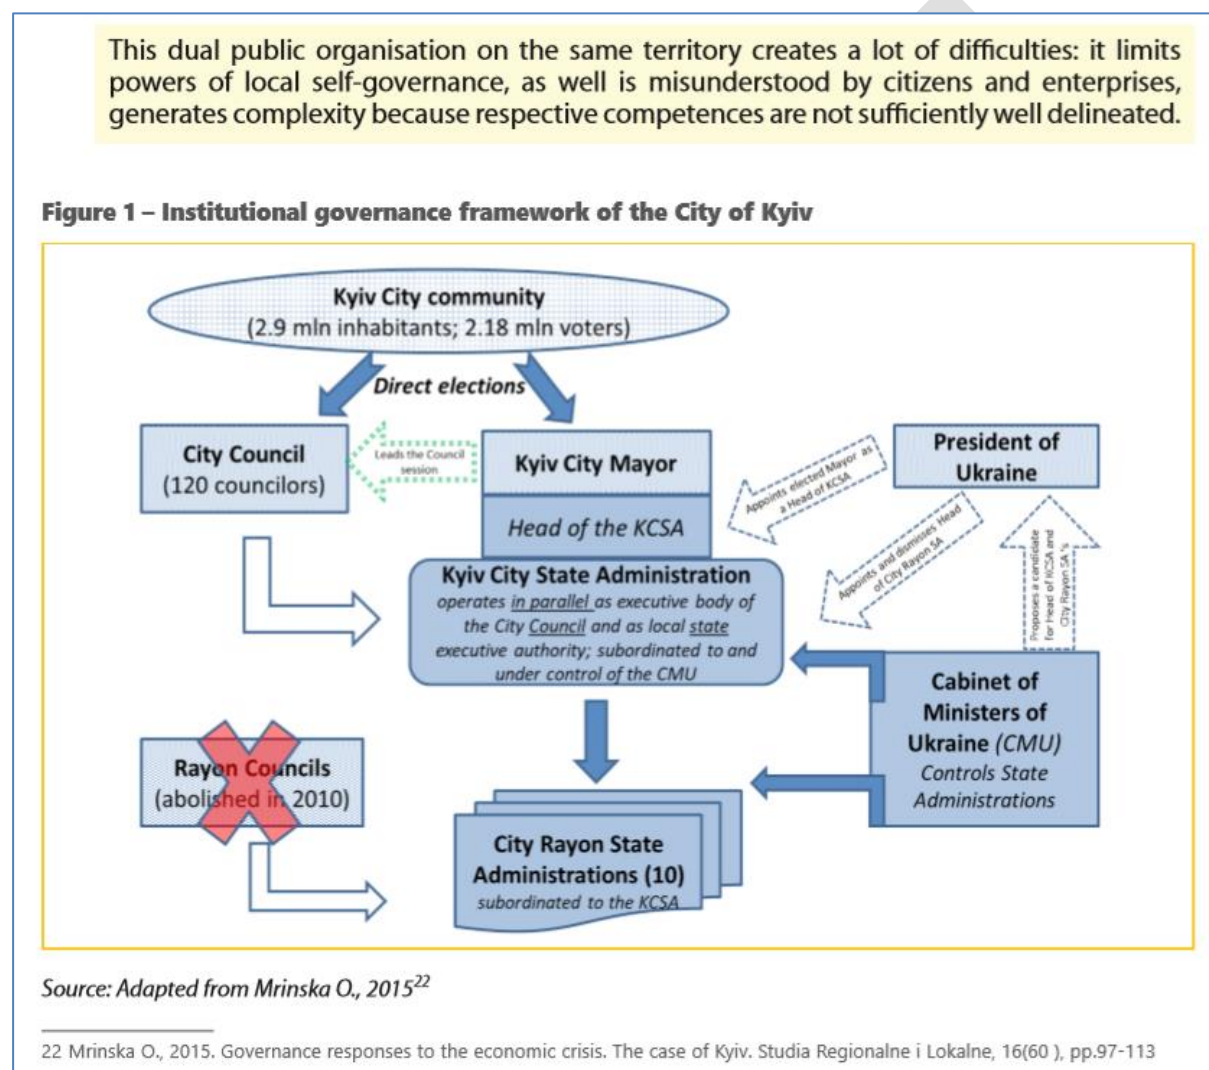 This dual public organisation on the same territory creates a lot of difficulties: it limits
powers of local self-governance, as well is misunderstood by citizens and enterprises,
generates complexity because respective competences are not sufficiently well delineated.
Figure 1 – Institutional governance framework of the City of Kyiv
Kyiv City community
(2.9 mln inhabitants; 2.18 mln voters)
Direct elections
City Council
(120 councilors)
Leads the Council
session
Kyiv City Mayor
Head of the KCSA
Appoints elected Mayor as
a Head of KCSA
President of
Ukraine
Kyiv City State Administration
operates in parallel as executive body of
the City Council and as local state
executive authority; subordinated to and
under control of the CMU
Appoints and dismisses Head
of City Rayon SA
Proposes a candidate
for Head of KCSA and
City Rayon SA 's
Cabinet of
Ministers of
Ukraine (CMU)
Controls State
Administrations
Rayon Councils
(abolished in 2010)
City Rayon State
Administrations (10)
subordinated to the KCSA
Source: Adapted from Mrinska O., 2015²²
22 Mrinska O., 2015. Governance responses to the economic crisis. The case of Kyiv. Studia Regionalne i Lokalne, 16(60 ), pp.97-113